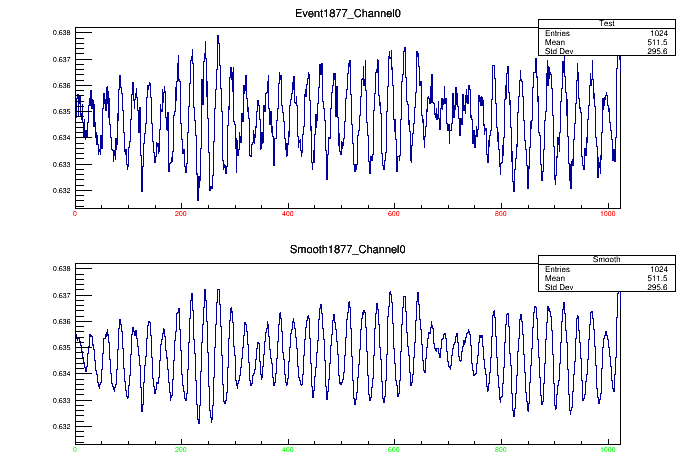 Event1877_Channel0
Test
Entries 1024
Mean 511.5
Std Dev 295.6
0.638
0.637
0.636
0.635
0.634
0.633
0.632
0 200 400 600 800 1000
Smooth1877_Channel0
Smooth
Entries 1024
Mean 511.5
Std Dev 295.6
0.638
0.637
0.636
0.635
0.634
0.633
0.632
0 200 400 600 800 1000